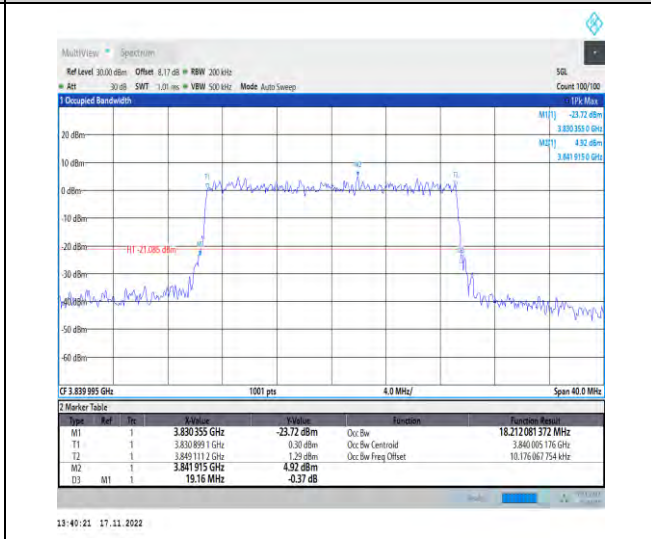 MultiView Spectrum
Ref Level 30.00 dBm Offset 8.17 dB RBW 200 kHz SGL
Att 30 dB SWT 1.01 ms VBW 500 kHz Mode Auto Sweep Count 100/100
1 Occupied Bandwidth 1Pk Max
M1[1] -23.72 dBm
3.830 355 0 GHz
M2[1] 4.92 dBm
3.841 915 0 GHz
20 dBm
10 dBm
T1 M2 T2
0 dBm
-10 dBm
-20 dBm
H1 -21.085 dBm
-30 dBm
-40 dBm
-50 dBm
-60 dBm
CF 3.839 995 GHz 1001 pts 4.0 MHz/ Span 40.0 MHz
2 Marker Table
Type Ref Trc X-Value Y-Value Function Function Result
M1 1 3.830 355 GHz -23.72 dBm Occ Bw 18.212 081 372 MHz
T1 1 3.830 899 1 GHz 0.30 dBm Occ Bw Centroid 3.840 005 176 GHz
T2 1 3.849 111 2 GHz 1.29 dBm Occ Bw Freq Offset 10.176 067 754 kHz
M2 1 3.841 915 GHz 4.92 dBm
D3 M1 1 19.16 MHz -0.37 dB
13:40:21 17.11.2022